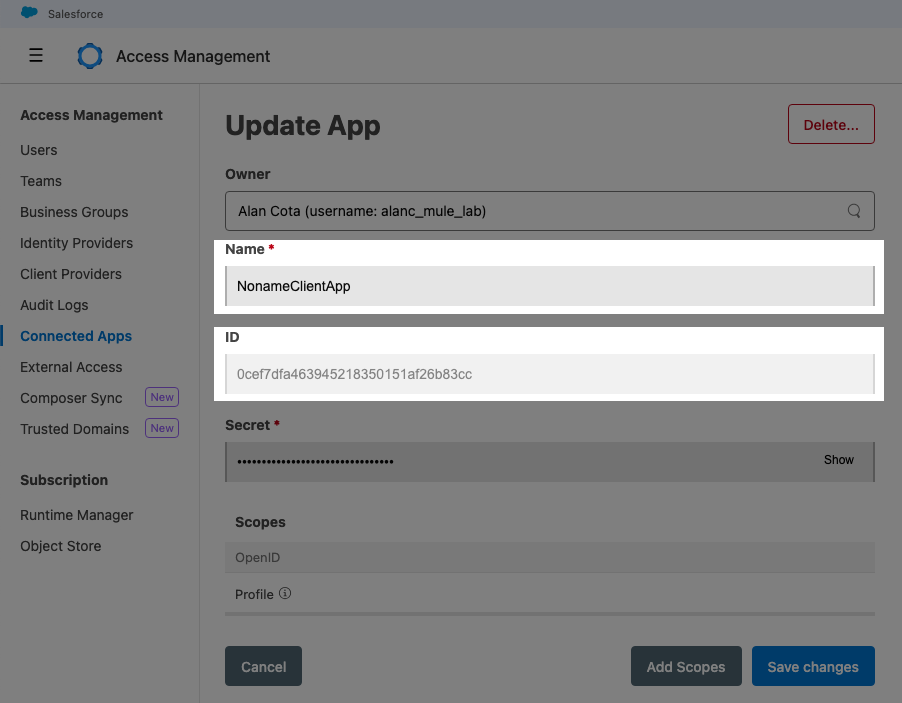 Salesforce
Access Management
Access Management
Users
Teams
Business Groups
Identity Providers
Client Providers
Audit Logs
Connected Apps
External Access
Composer Sync New
Trusted Domains New
Subscription
Runtime Manager
Object Store
Update App
Delete...
Owner
Alan Cota (username: alanc_mule_lab)
Name *
NonameClientApp
ID
0cef7dfa463945218350151af26b83cc
Secret *
•••••••••••••••••••••••••••••••• Show
Scopes
OpenID
Profile
Cancel Add Scopes Save changes